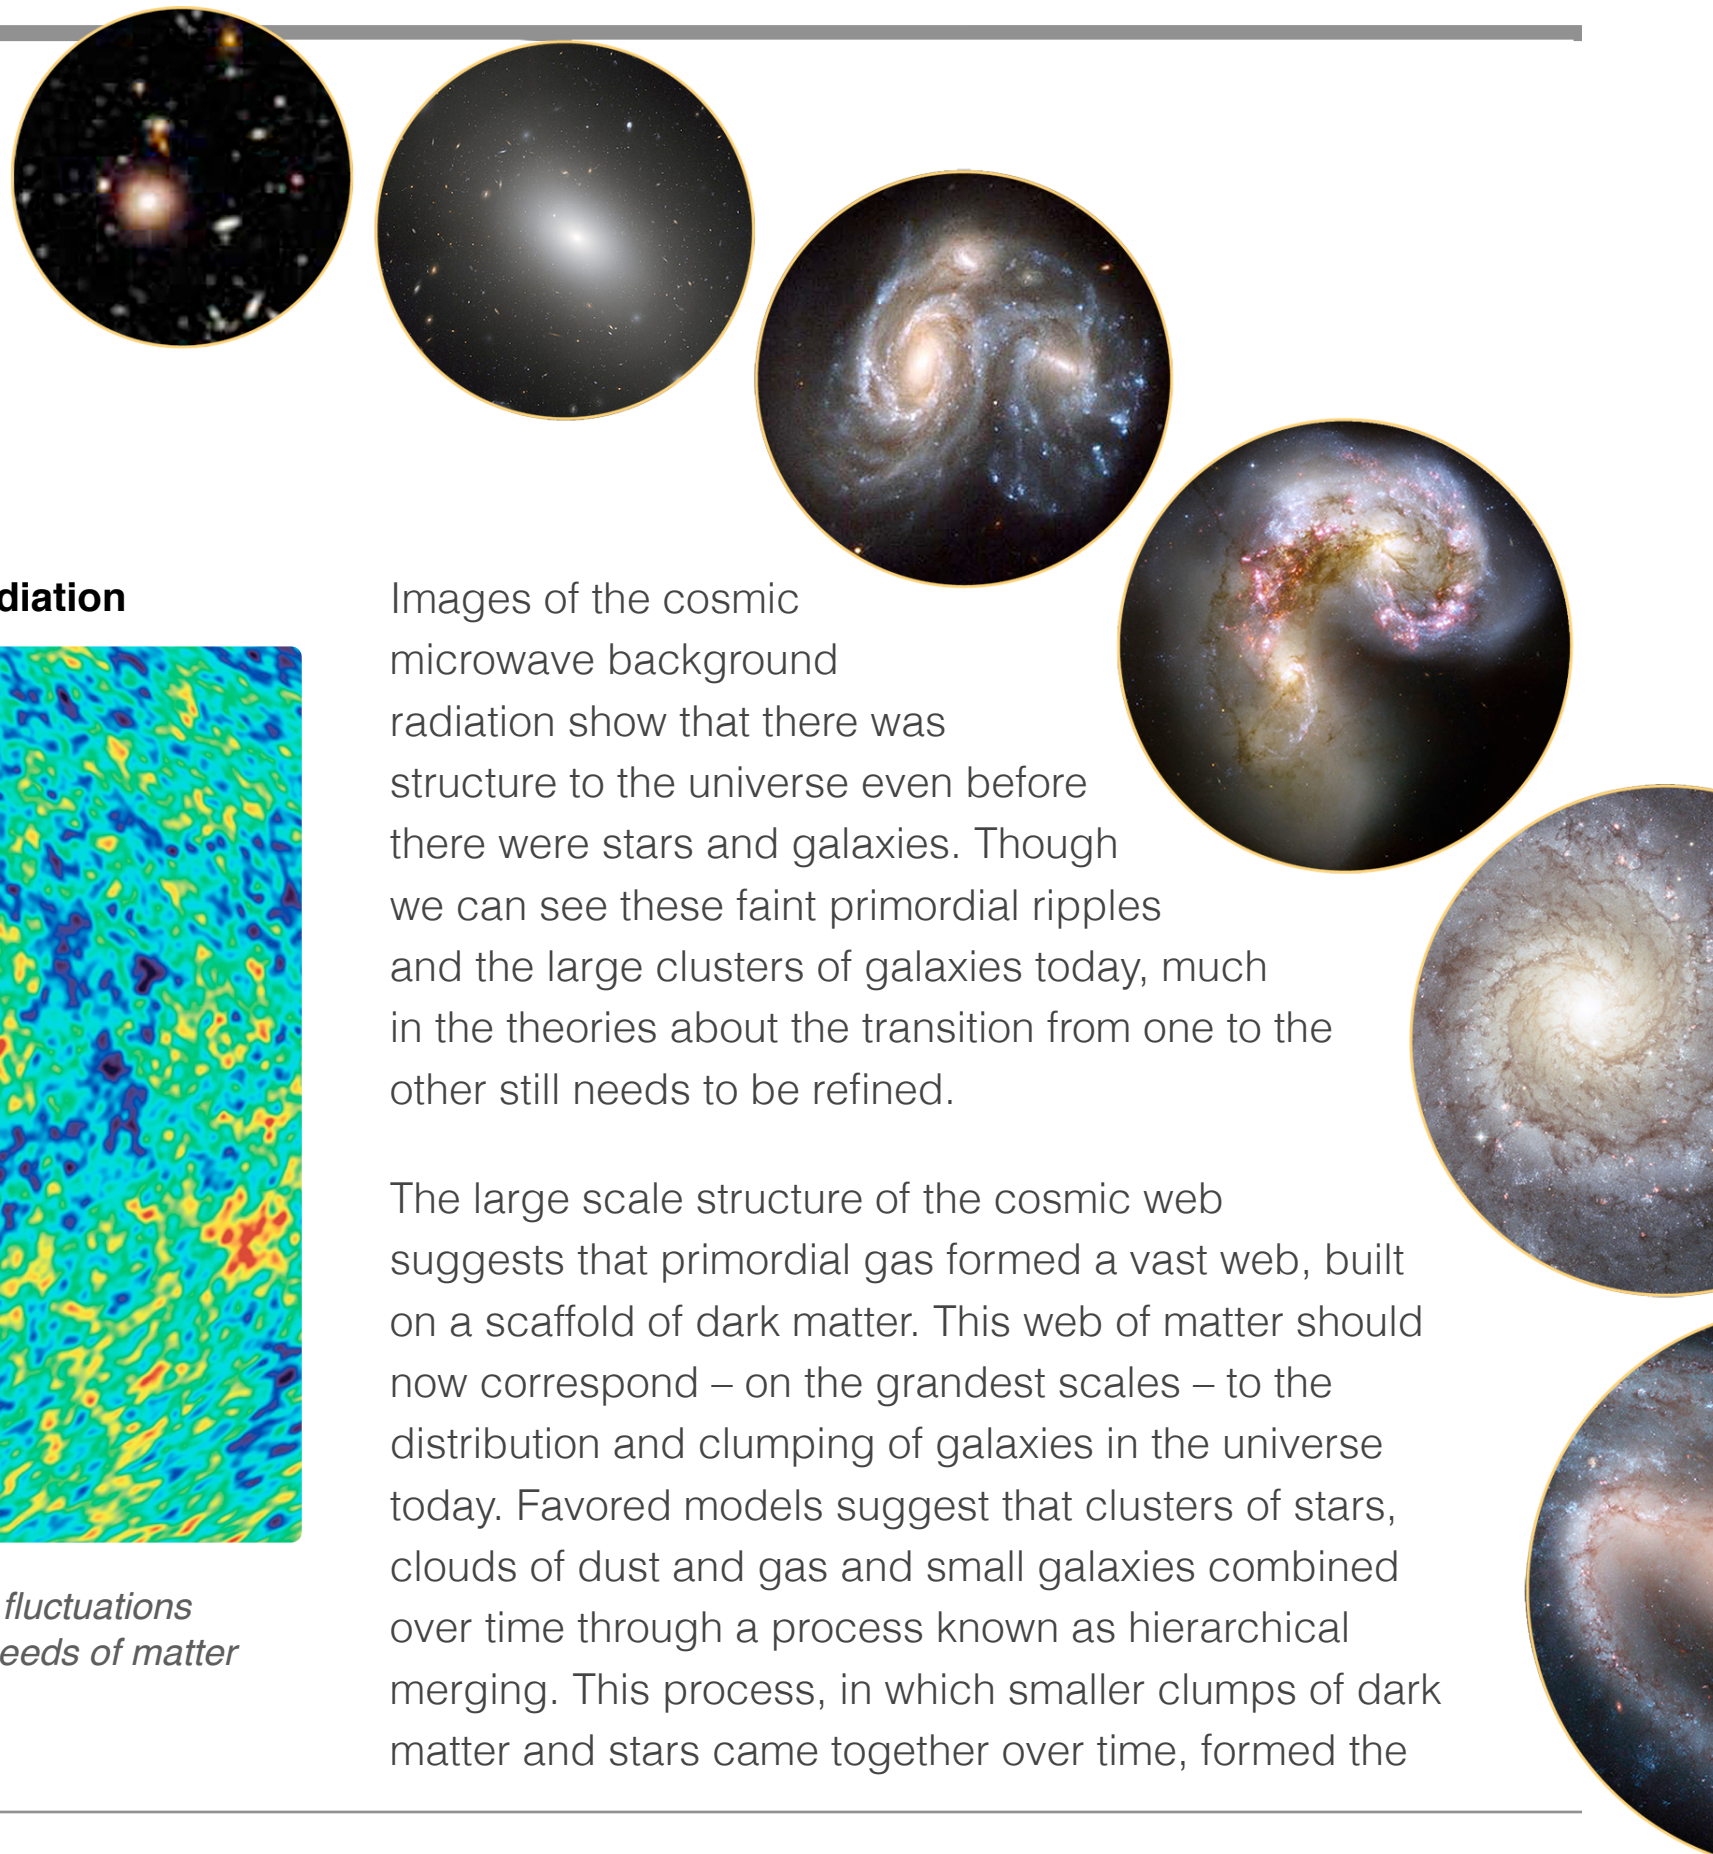 diation
fluctuations
eeds of matter
Images of the cosmic
microwave background
radiation show that there was
structure to the universe even before
there were stars and galaxies. Though
we can see these faint primordial ripples
and the large clusters of galaxies today, much
in the theories about the transition from one to the
other still needs to be refined.
The large scale structure of the cosmic web
suggests that primordial gas formed a vast web, built
on a scaffold of dark matter. This web of matter should
now correspond – on the grandest scales – to the
distribution and clumping of galaxies in the universe
today. Favored models suggest that clusters of stars,
clouds of dust and gas and small galaxies combined
over time through a process known as hierarchical
merging. This process, in which smaller clumps of dark
matter and stars came together over time, formed the